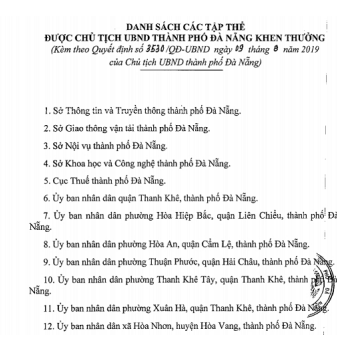 DANH SÁCH CÁC TẬP THỂ
ĐƯỢC CHỦ TỊCH UBND THÀNH PHỐ ĐÀ NẴNG KHEN THƯỞNG
(Kèm theo Quyết định số 3530/QĐ-UBND ngày 09 tháng 8 năm 2019
của Chủ tịch UBND thành phố Đà Nẵng)
1. Sở Thông tin và Truyền thông thành phố Đà Nẵng.
2. Sở Giao thông vận tải thành phố Đà Nẵng.
3. Sở Nội vụ thành phố Đà Nẵng.
4. Sở Khoa học và Công nghệ thành phố Đà Nẵng.
5. Cục Thuế thành phố Đà Nẵng.
6. Ủy ban nhân dân quận Thanh Khê.
7. Ủy ban nhân dân phường Hòa Hiệp Bắc, quận Liên Chiểu, thành phố Đà
Nẵng.
8. Ủy ban nhân dân phường Hòa An, quận Cẩm Lệ, thành phố Đà Nẵng.
9. Ủy ban nhân dân phường Thuận Phước, quận Hải Châu, thành phố Đà Nẵng.
10. Ủy ban nhân dân phường Thanh Khê Tây, quận Thanh Khê, thành phố Đà
Nẵng.
11. Ủy ban nhân dân phường Xuân Hà, quận Thanh Khê, thành phố Đà Nẵng.
12. Ủy ban nhân dân xã Hòa Nhơn, huyện Hòa Vang, thành phố Đà Nẵng.